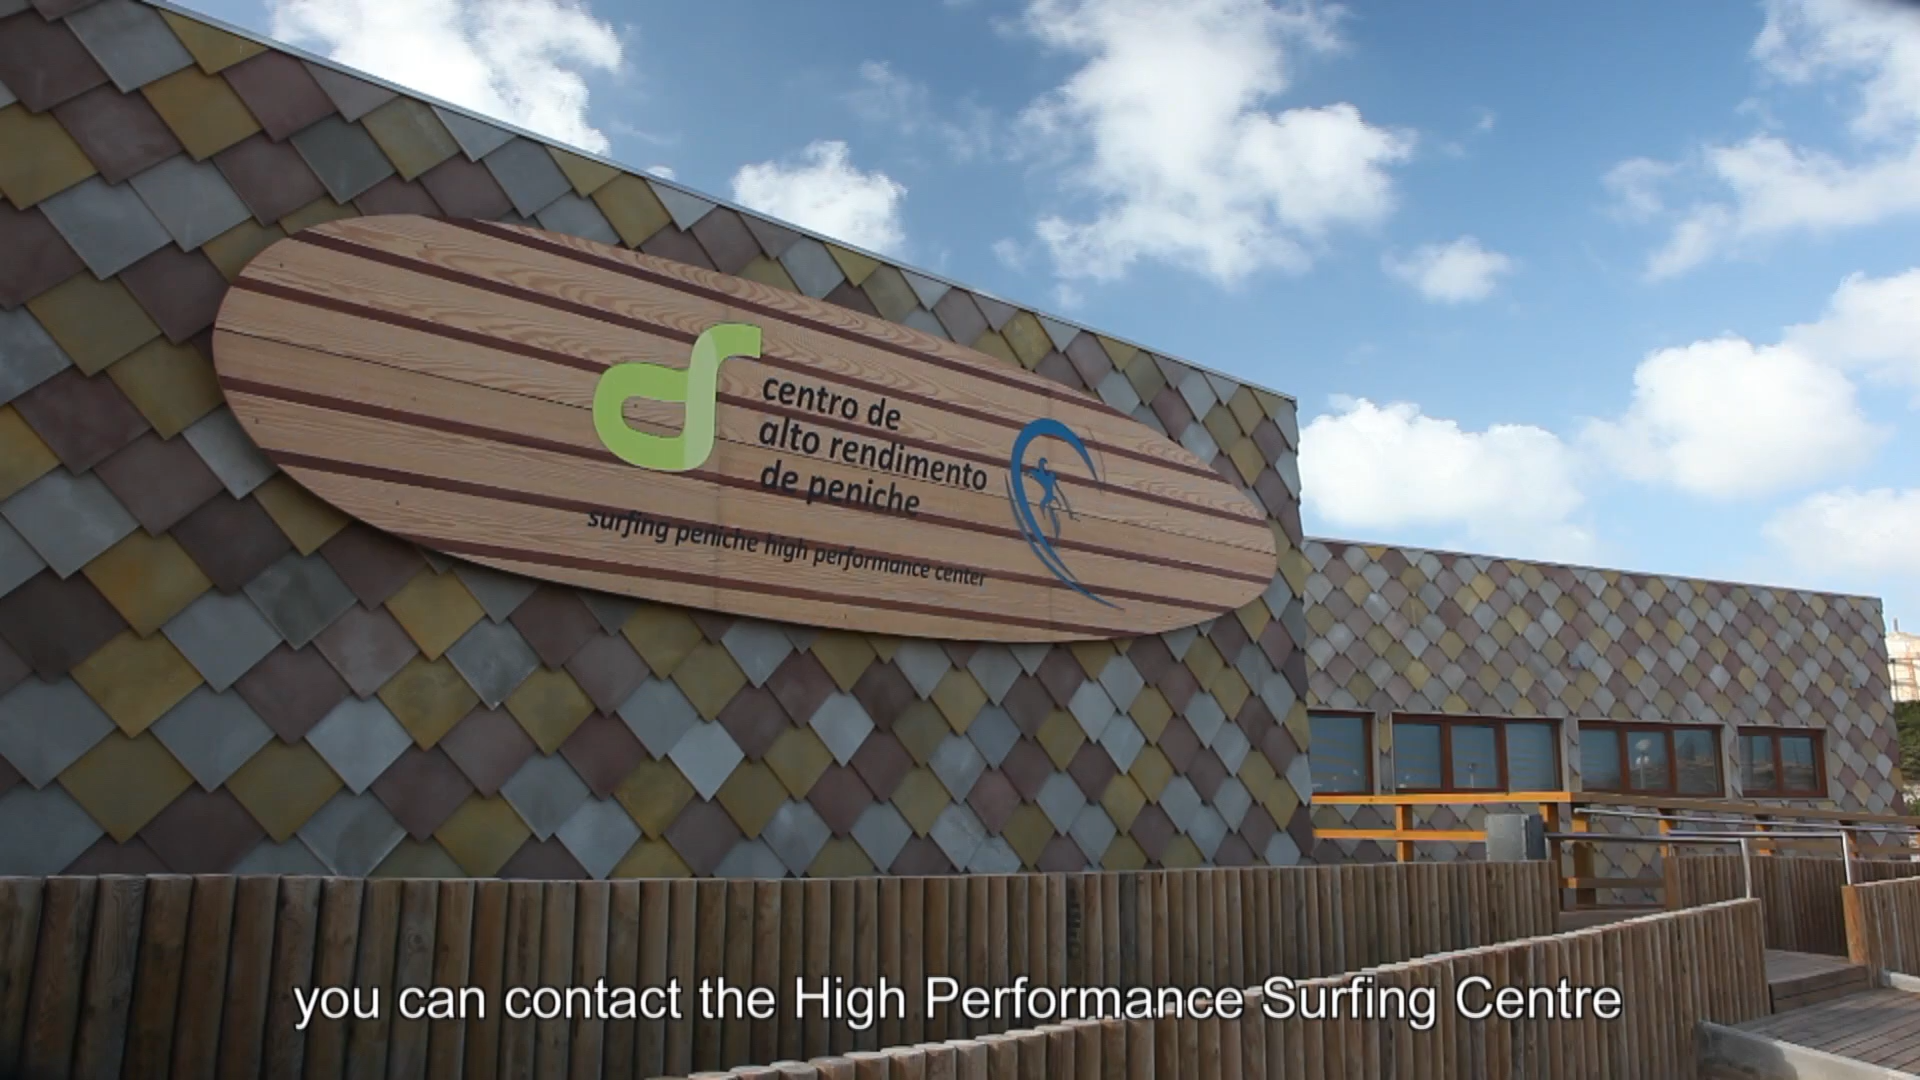 centro de
alto rendimento
de peniche
surfing peniche high performance center
you can contact the High Performance Surfing Centre